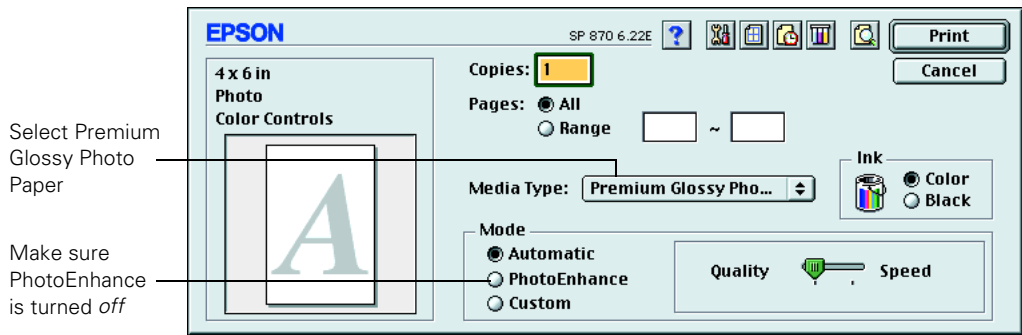 EPSON
SP 870 6.22E
?
Print
Cancel
4 x 6 in
Photo
Color Controls
A
Copies: 1
Pages: All
Range ~
Media Type: Premium Glossy Pho...
Ink
Color
Black
Mode
Automatic
PhotoEnhance
Custom
Quality Speed
Select Premium
Glossy Photo
Paper
Make sure
PhotoEnhance
is turned off